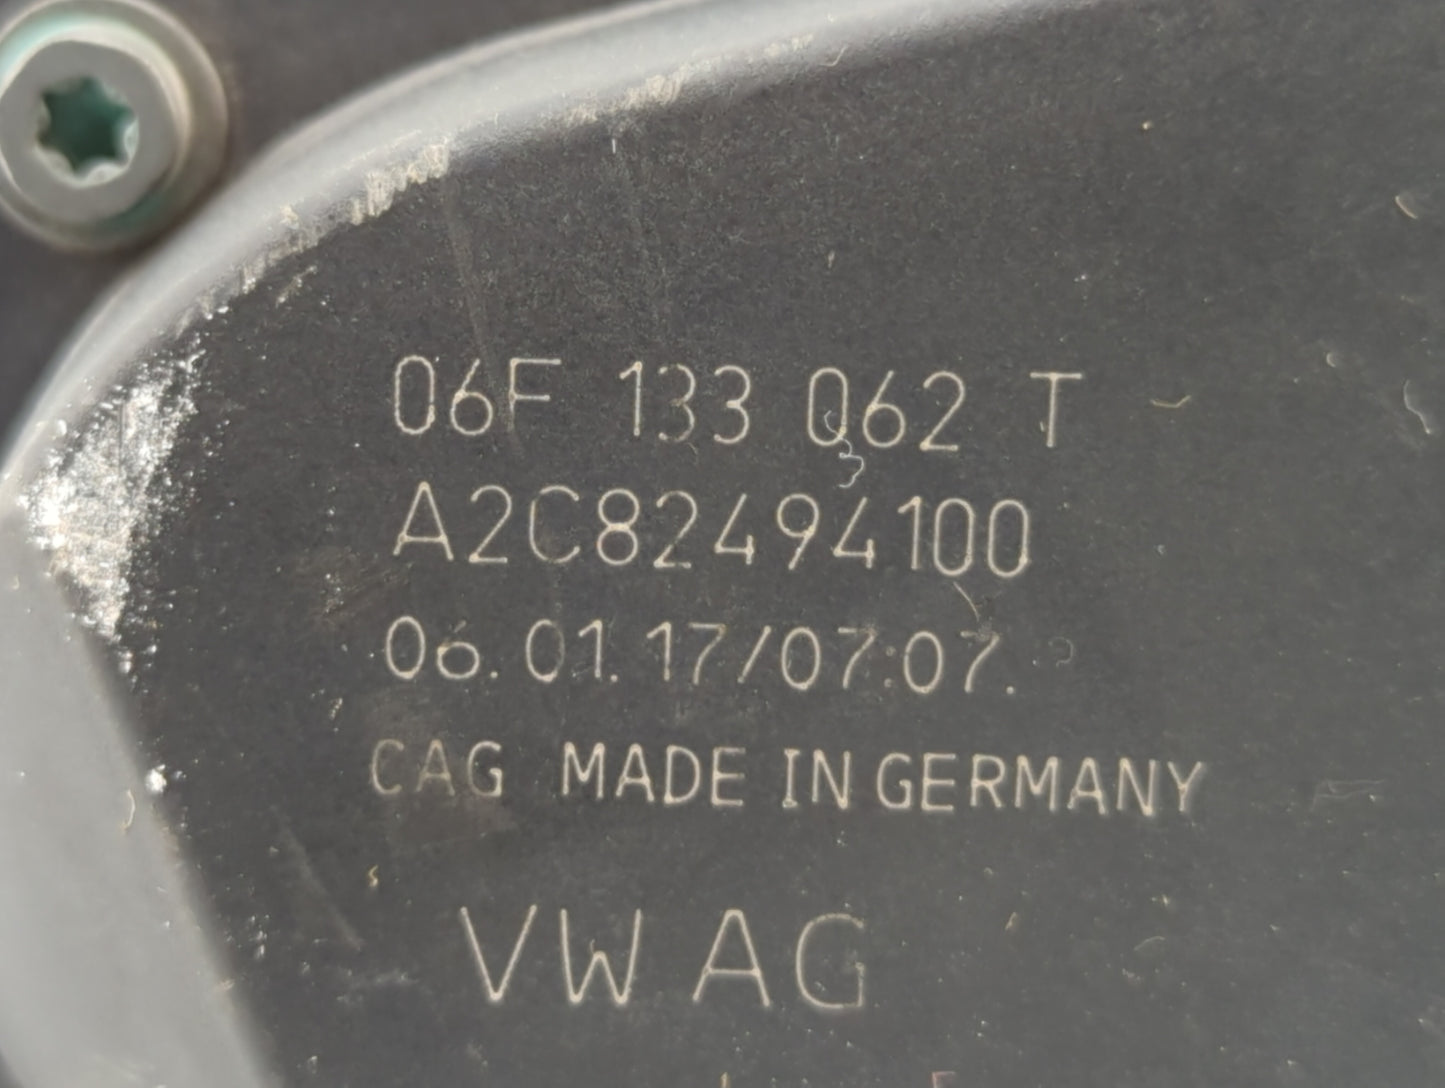 06F 133 062 T
A2C82494100
06.01.17/07:07.
CAG MADE IN GERMANY
VW AG